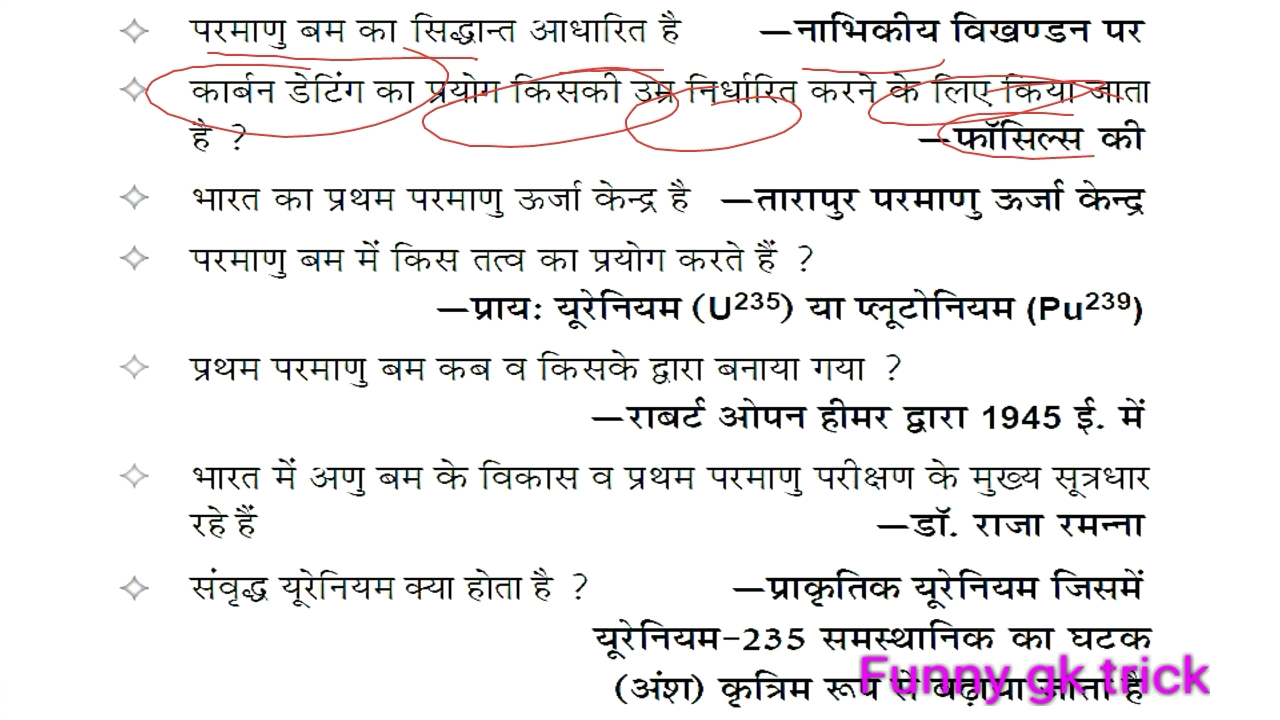 परमाणु बम का सिद्धान्त आधारित है —नाभिकीय विखण्डन पर
कार्बन डेटिंग का प्रयोग किसकी उम्र निर्धारित करने के लिए किया जाता
है ? —फॉसिल्स की
भारत का प्रथम परमाणु ऊर्जा केन्द्र है —तारापुर परमाणु ऊर्जा केन्द्र
परमाणु बम में किस तत्व का प्रयोग करते हैं ?
—प्राय: यूरेनियम (U²³⁵) या प्लूटोनियम (Pu²³⁹)
प्रथम परमाणु बम कब व किसके द्वारा बनाया गया ?
—राबर्ट ओपन हीमर द्वारा 1945 ई. में
भारत में अणु बम के विकास व प्रथम परमाणु परीक्षण के मुख्य सूत्रधार
रहे हैं —डॉ. राजा रमन्ना
संवृद्ध यूरेनियम क्या होता है ? —प्राकृतिक यूरेनियम जिसमें
यूरेनियम-235 समस्थानिक का घटक
(अंश) कृत्रिम रूप से बढ़ाया जाता है
Funny gk trick